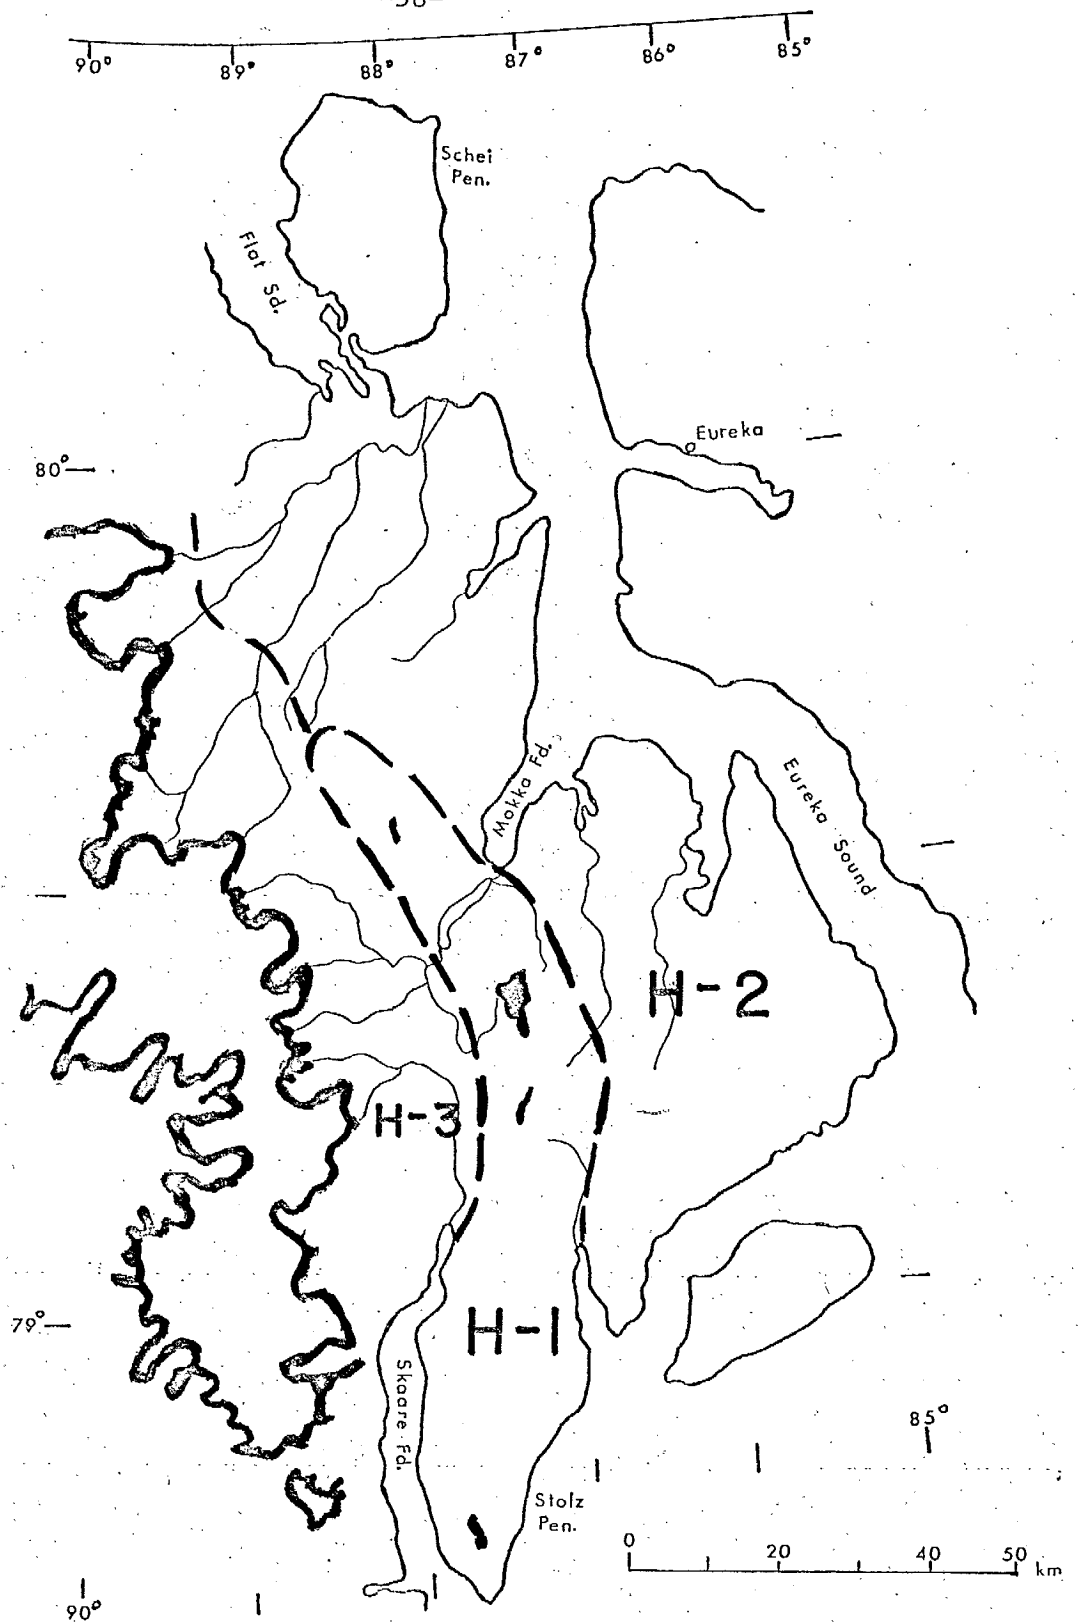 90° 89° 88° 87° 86° 85°
Schei
Pen.
Flat Sd.
Eureka
80°
Mokka Fd.
Eureka Sound
H-2
H-3
H-1
79°
Skaare Fd.
85°
Stolz
Pen.
0 20 40 50 km
90°